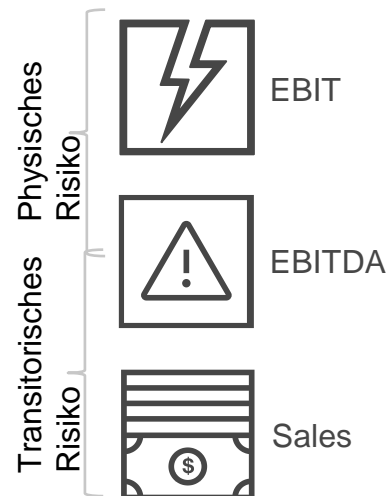 Physisches
Risiko
EBIT
EBITDA
Transitorisches
Risiko
$
Sales